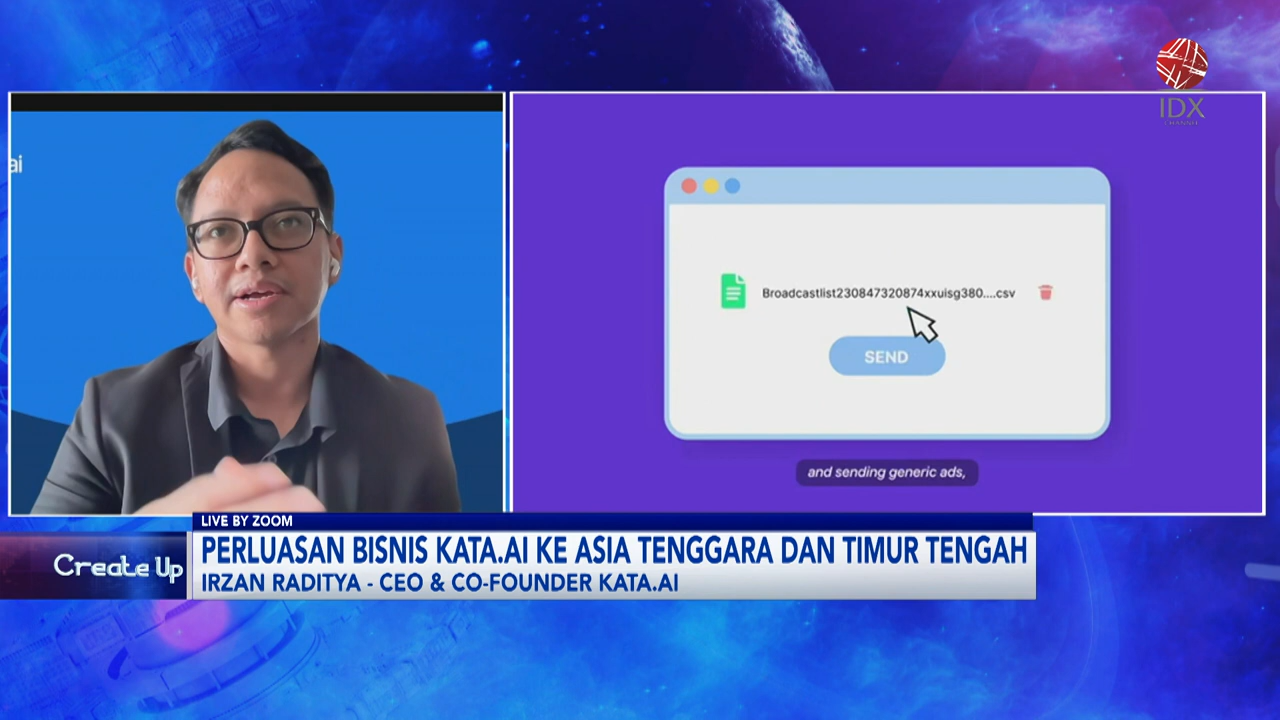 ai
IDX
CHANNEL
Broadcastlist230847320874xxuisg380....csv
SEND
and sending generic ads,
LIVE BY ZOOM
Create Up
PERLUASAN BISNIS KATA.AI KE ASIA TENGGARA DAN TIMUR TENGAH
IRZAN RADITYA - CEO & CO-FOUNDER KATA.AI